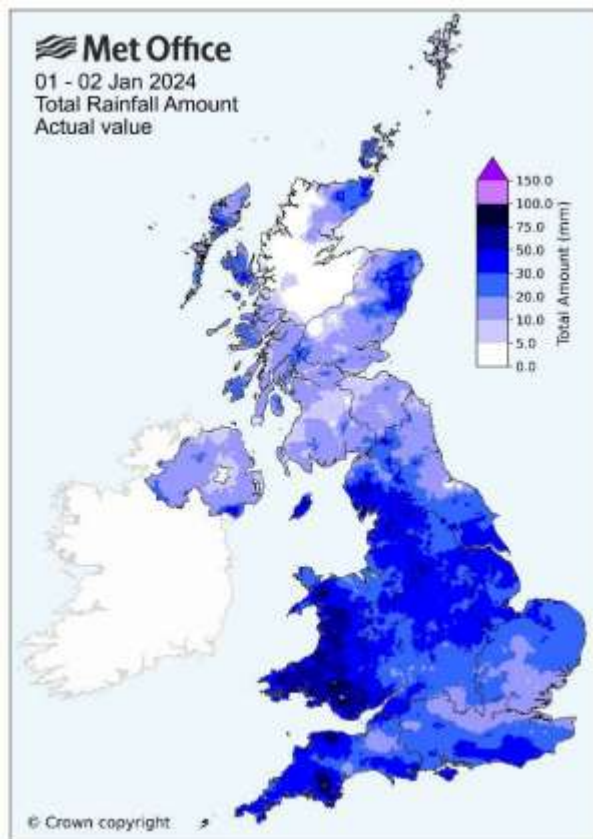 Met Office
01 - 02 Jan 2024
Total Rainfall Amount
Actual value
150.0
100.0
75.0
50.0
30.0
20.0
10.0
5.0
0.0
Total Amount (mm)
© Crown copyright